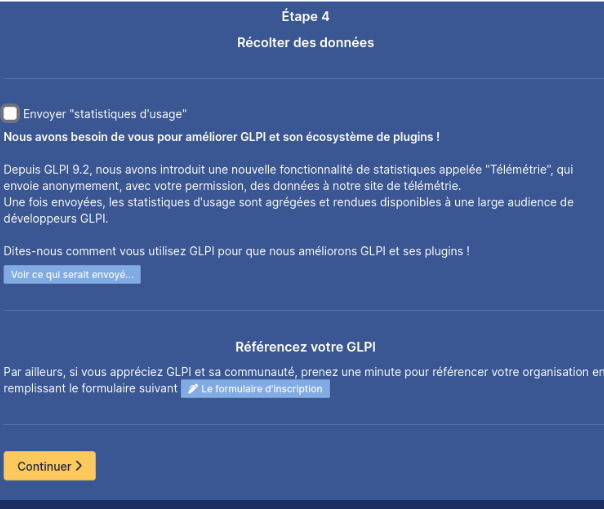 Étape 4
Récolter des données
Envoyer "statistiques d'usage"
Nous avons besoin de vous pour améliorer GLPI et son écosystème de plugins !
Depuis GLPI 9.2, nous avons introduit une nouvelle fonctionnalité de statistiques appelée "Télémétrie", qui
envoie anonymement, avec votre permission, des données à notre site de télémétrie.
Une fois envoyées, les statistiques d'usage sont agrégées et rendues disponibles à une large audience de
développeurs GLPI.
Dites-nous comment vous utilisez GLPI pour que nous améliorons GLPI et ses plugins !
Voir ce qui serait envoyé...
Référencez votre GLPI
Par ailleurs, si vous appréciez GLPI et sa communauté, prenez une minute pour référencer votre organisation en
remplissant le formulaire suivant Le formulaire d'inscription
Continuer